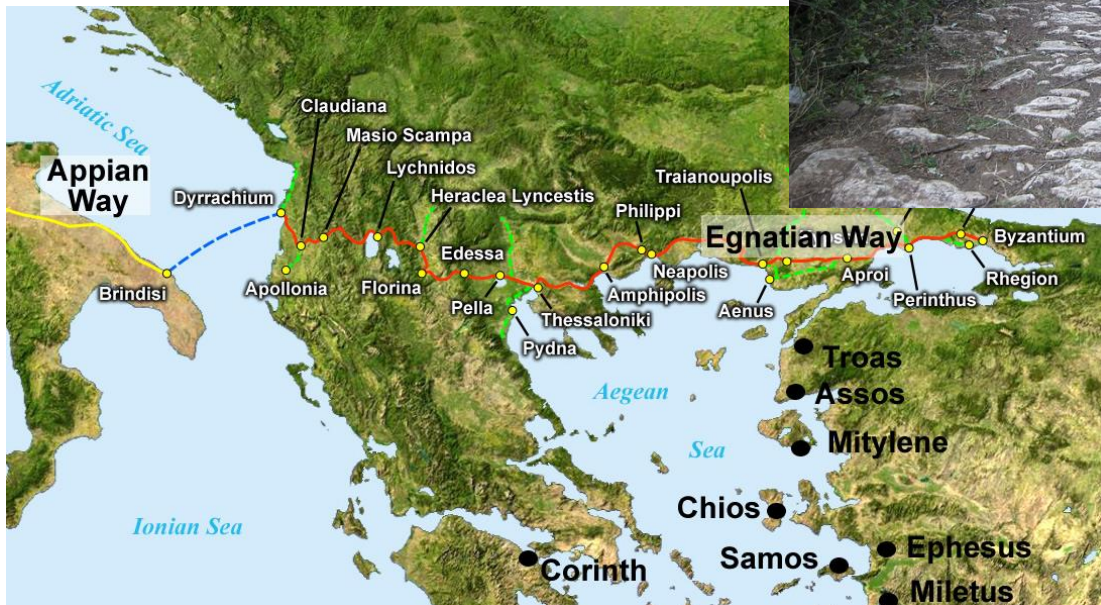 Adriatic Sea
Appian
Way
Claudiana
Masio Scampa
Lychnidos
Heraclea Lyncestis
Dyrrachium
Brindisi
Apollonia
Florina
Edessa
Pella
Thessaloniki
Pydna
Amphipolis
Philippi
Neapolis
Traianoupolis
Egnatian Way
Aenus
Aproi
Perinthus
Rhegion
Byzantium
Troas
Assos
Aegean
Sea
Mitylene
Chios
Samos
Ephesus
Miletus
Ionian Sea
Corinth